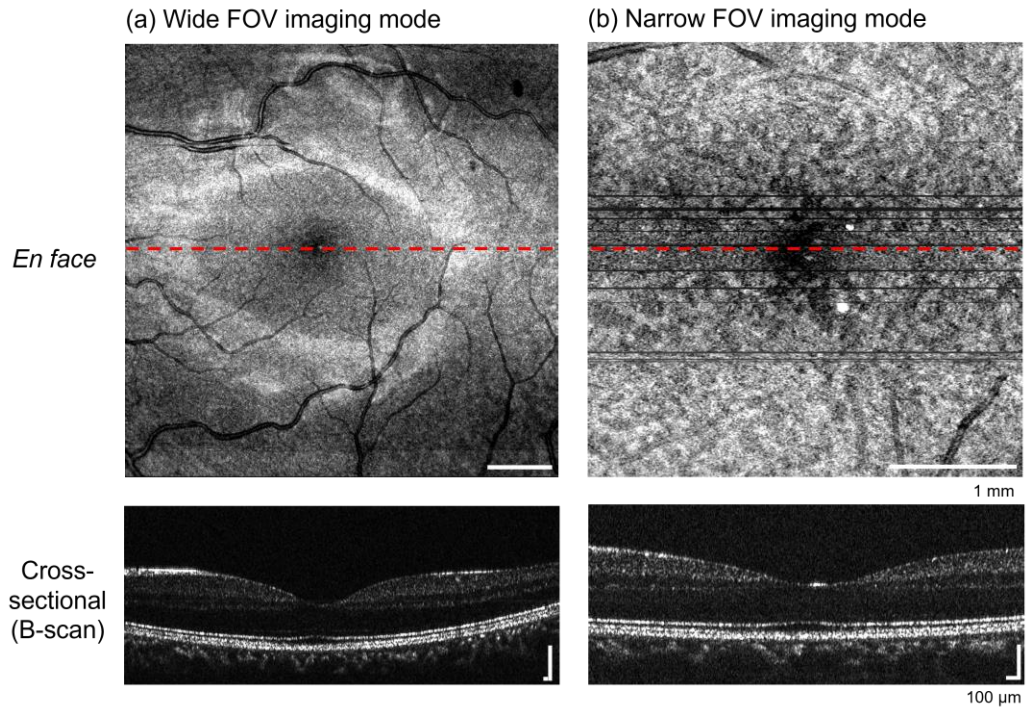 (a) Wide FOV imaging mode
(b) Narrow FOV imaging mode
En face
1 mm
Cross-
sectional
(B-scan)
100 µm